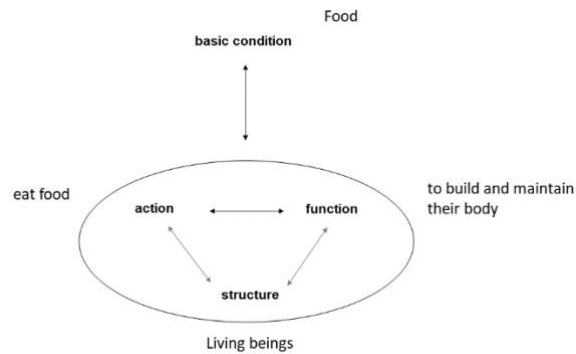 Food
basic condition
eat food
to build and maintain
their body
action
function
structure
Living beings